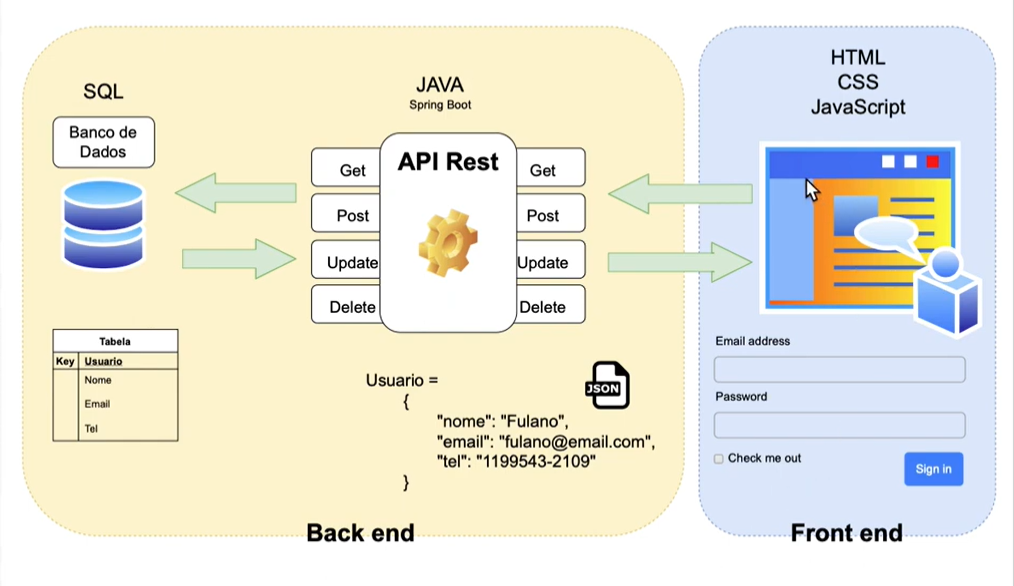 SQL
Banco de
Dados
JAVA
Spring Boot
API Rest
Get
Post
Update
Delete
Get
Post
Update
Delete
Tabela
Key Usuario
Nome
Email
Tel
Usuario =
{
"nome": "Fulano",
"email": "fulano@email.com",
"tel": "1199543-2109"
}
JSON
Back end
HTML
CSS
JavaScript
Email address
Password
Check me out
Sign in
Front end